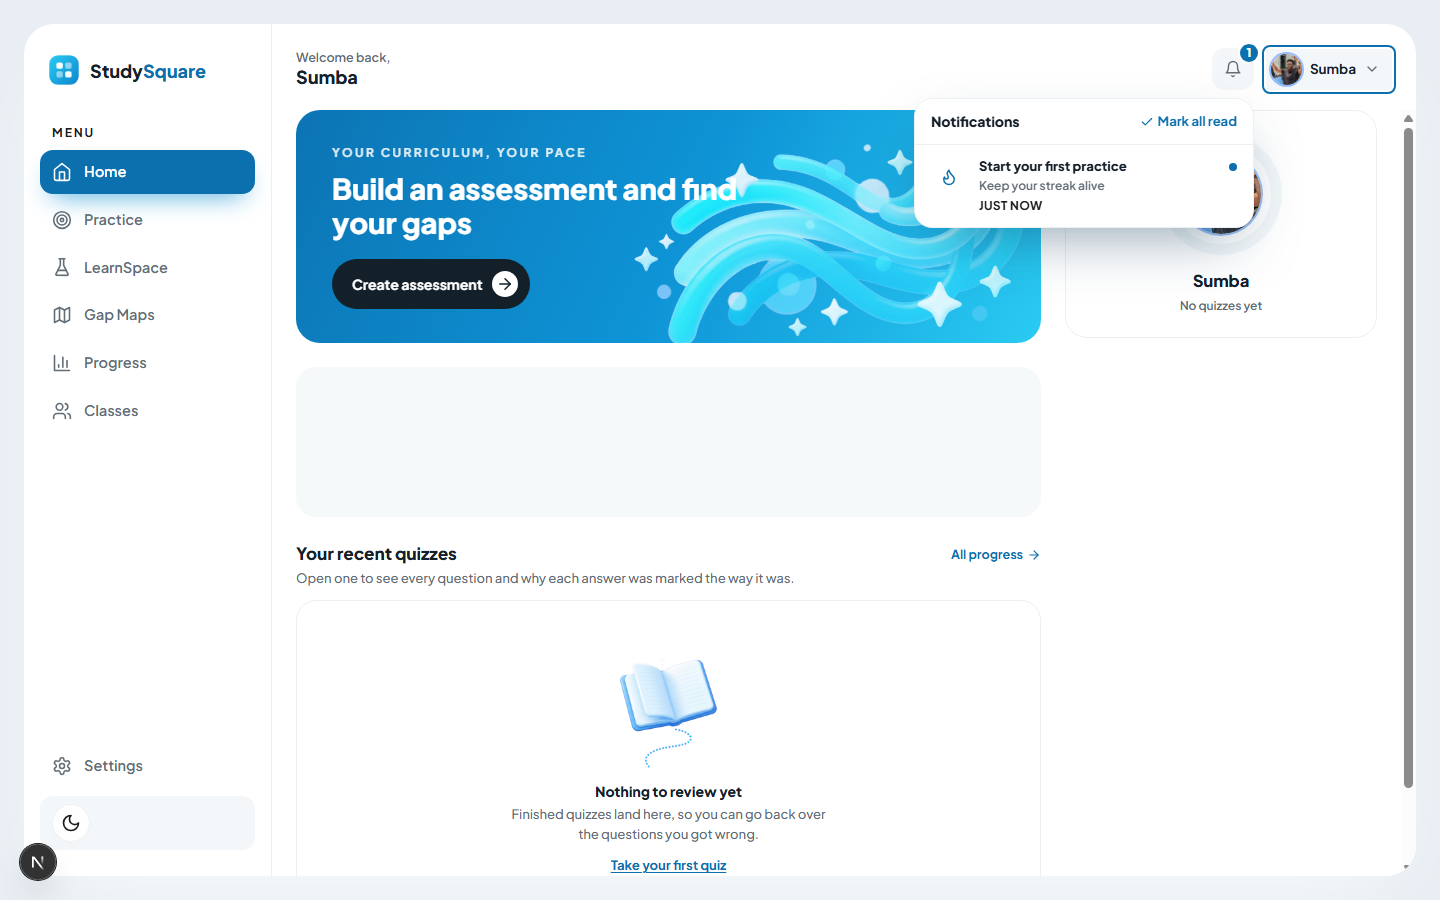 StudySquare
MENU
Home
Practice
LearnSpace
Gap Maps
Progress
Classes
Settings
N
Welcome back,
Sumba
1
Sumba
Notifications
Mark all read
Start your first practice
Keep your streak alive
JUST NOW
YOUR CURRICULUM, YOUR PACE
Build an assessment and find
your gaps
Create assessment
Sumba
No quizzes yet
Your recent quizzes
All progress
Open one to see every question and why each answer was marked the way it was.
Nothing to review yet
Finished quizzes land here, so you can go back over
the questions you got wrong.
Take your first quiz